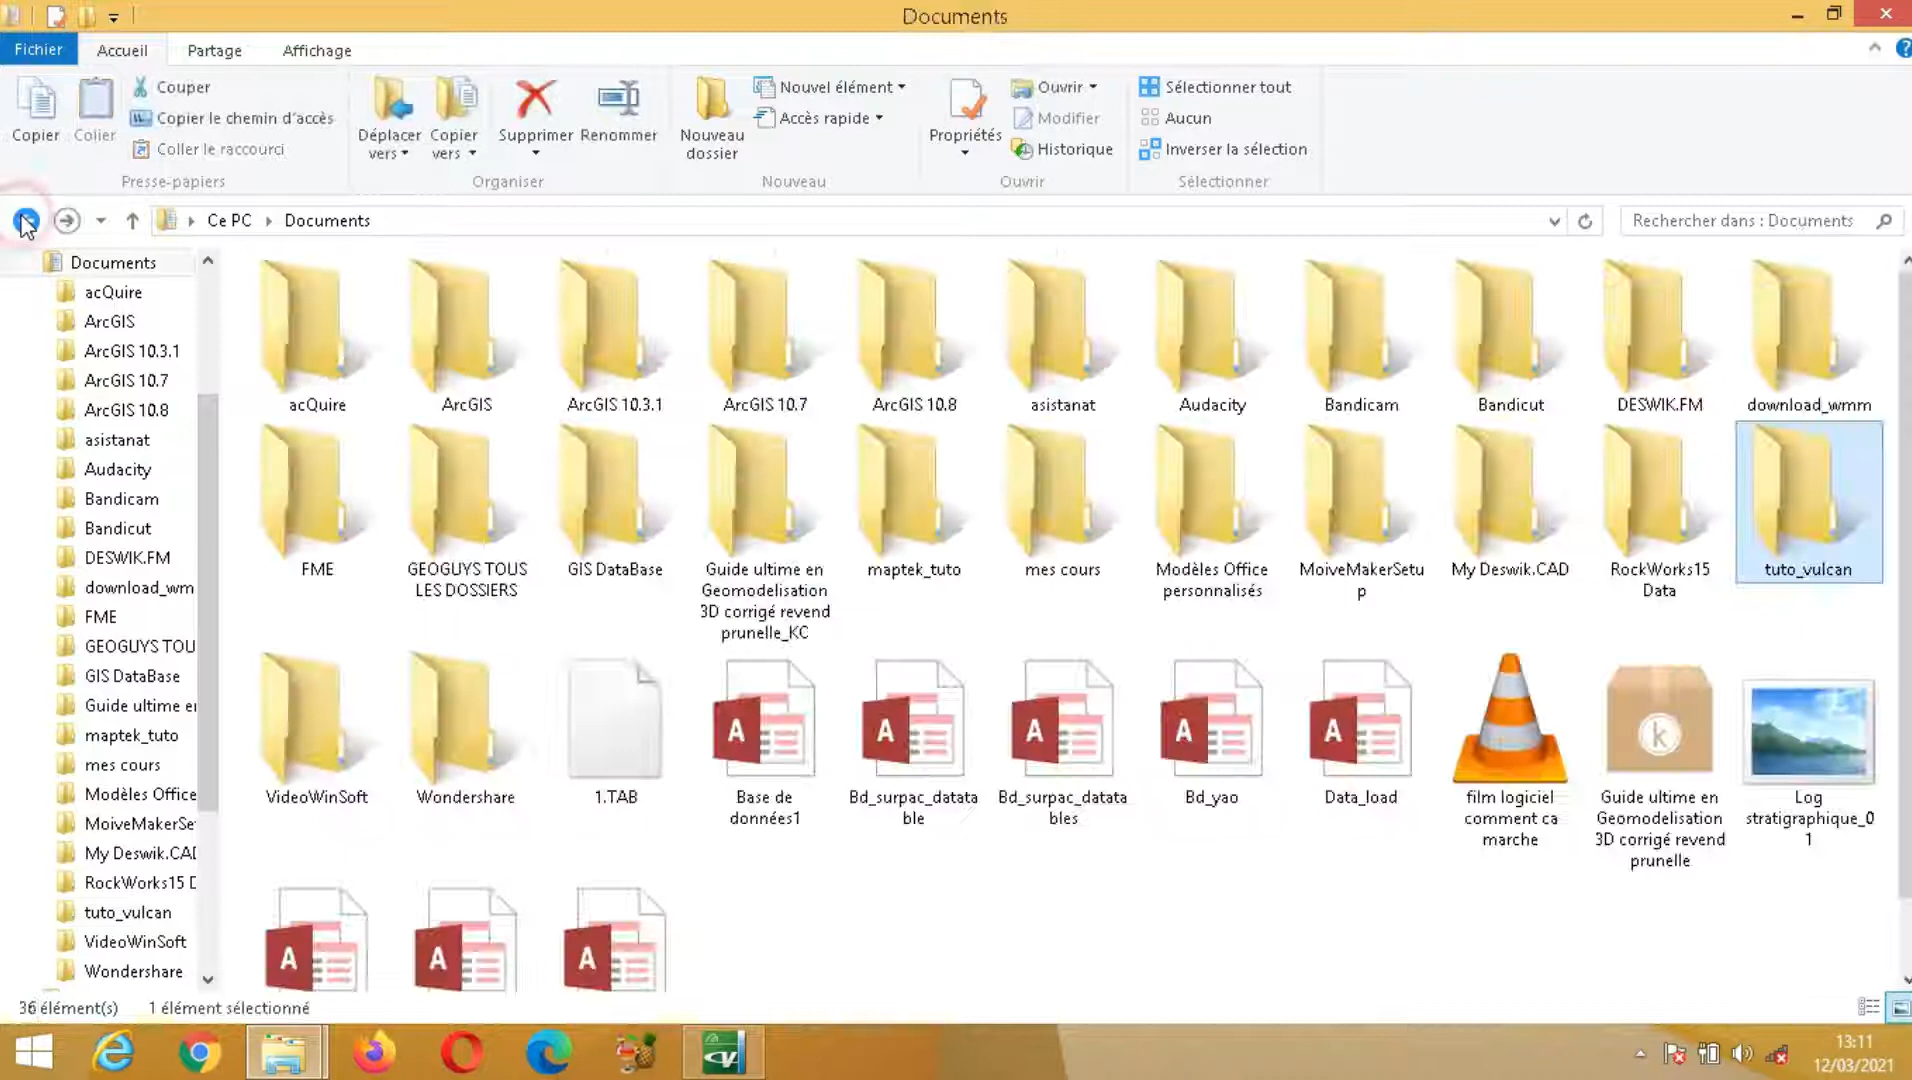 Documents
Fichier
Accueil
Partage
Affichage
Copier
Coller
Couper
Copier le chemin d'accès
Coller le raccourci
Presse-papiers
Déplacer
vers
Copier
vers
Supprimer
Renommer
Organiser
Nouveau
dossier
Nouvel élément
Accès rapide
Nouveau
Propriétés
Ouvrir
Modifier
Historique
Ouvrir
Sélectionner tout
Aucun
Inverser la sélection
Sélectionner
Ce PC
Documents
Rechercher dans : Documents
Documents
acQuire
ArcGIS
ArcGIS 10.3.1
ArcGIS 10.7
ArcGIS 10.8
asistanat
Audacity
Bandicam
Bandicut
DESWIK.FM
download_wm
FME
GEOGUYS TOU
GIS DataBase
Guide ultime e
maptek_tuto
mes cours
Modèles Office
MoiveMakerSe
My Deswik.CA
RockWorks15
tuto_vulcan
VideoWinSoft
Wondershare
acQuire
ArcGIS
ArcGIS 10.3.1
ArcGIS 10.7
ArcGIS 10.8
asistanat
Audacity
Bandicam
Bandicut
DESWIK.FM
download_wmm
FME
GEOGUYS TOUS
LES DOSSIERS
GIS DataBase
Guide ultime en
Geomodelisation
3D corrigé revend
prunelle_KC
maptek_tuto
mes cours
Modèles Office
personnalisés
MoiveMakerSetu
p
My Deswik.CAD
RockWorks15
Data
tuto_vulcan
VideoWinSoft
Wondershare
1.TAB
Base de
données1
Bd_surpac_datata
ble
Bd_surpac_datata
bles
Bd_yao
Data_load
film logiciel
comment ca
marche
Guide ultime en
Geomodelisation
3D corrigé revend
prunelle
Log
stratigraphique_0
1
36 élément(s)
1 élément sélectionné
13:11
12/03/2021